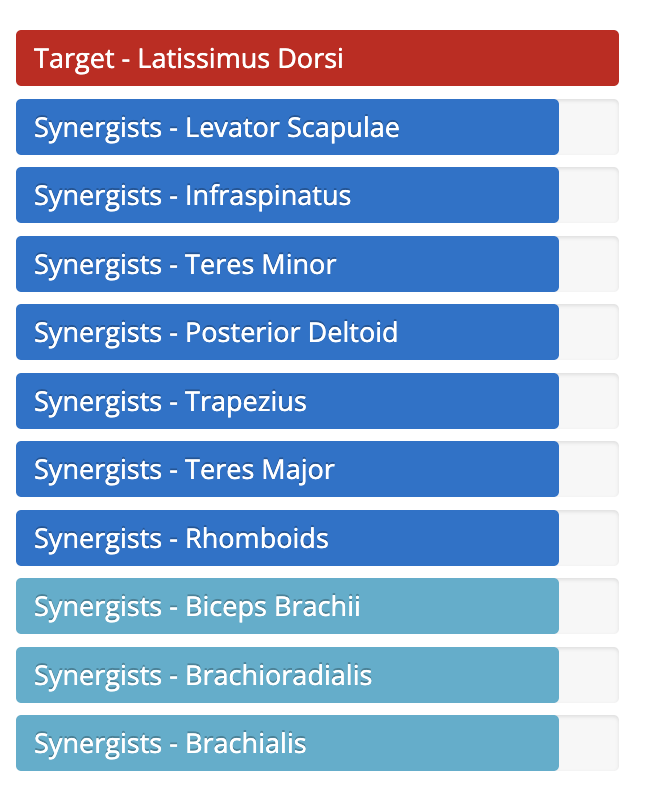 Target - Latissimus Dorsi
Synergists - Levator Scapulae
Synergists - Infraspinatus
Synergists - Teres Minor
Synergists - Posterior Deltoid
Synergists - Trapezius
Synergists - Teres Major
Synergists - Rhomboids
Synergists - Biceps Brachii
Synergists - Brachioradialis
Synergists - Brachialis